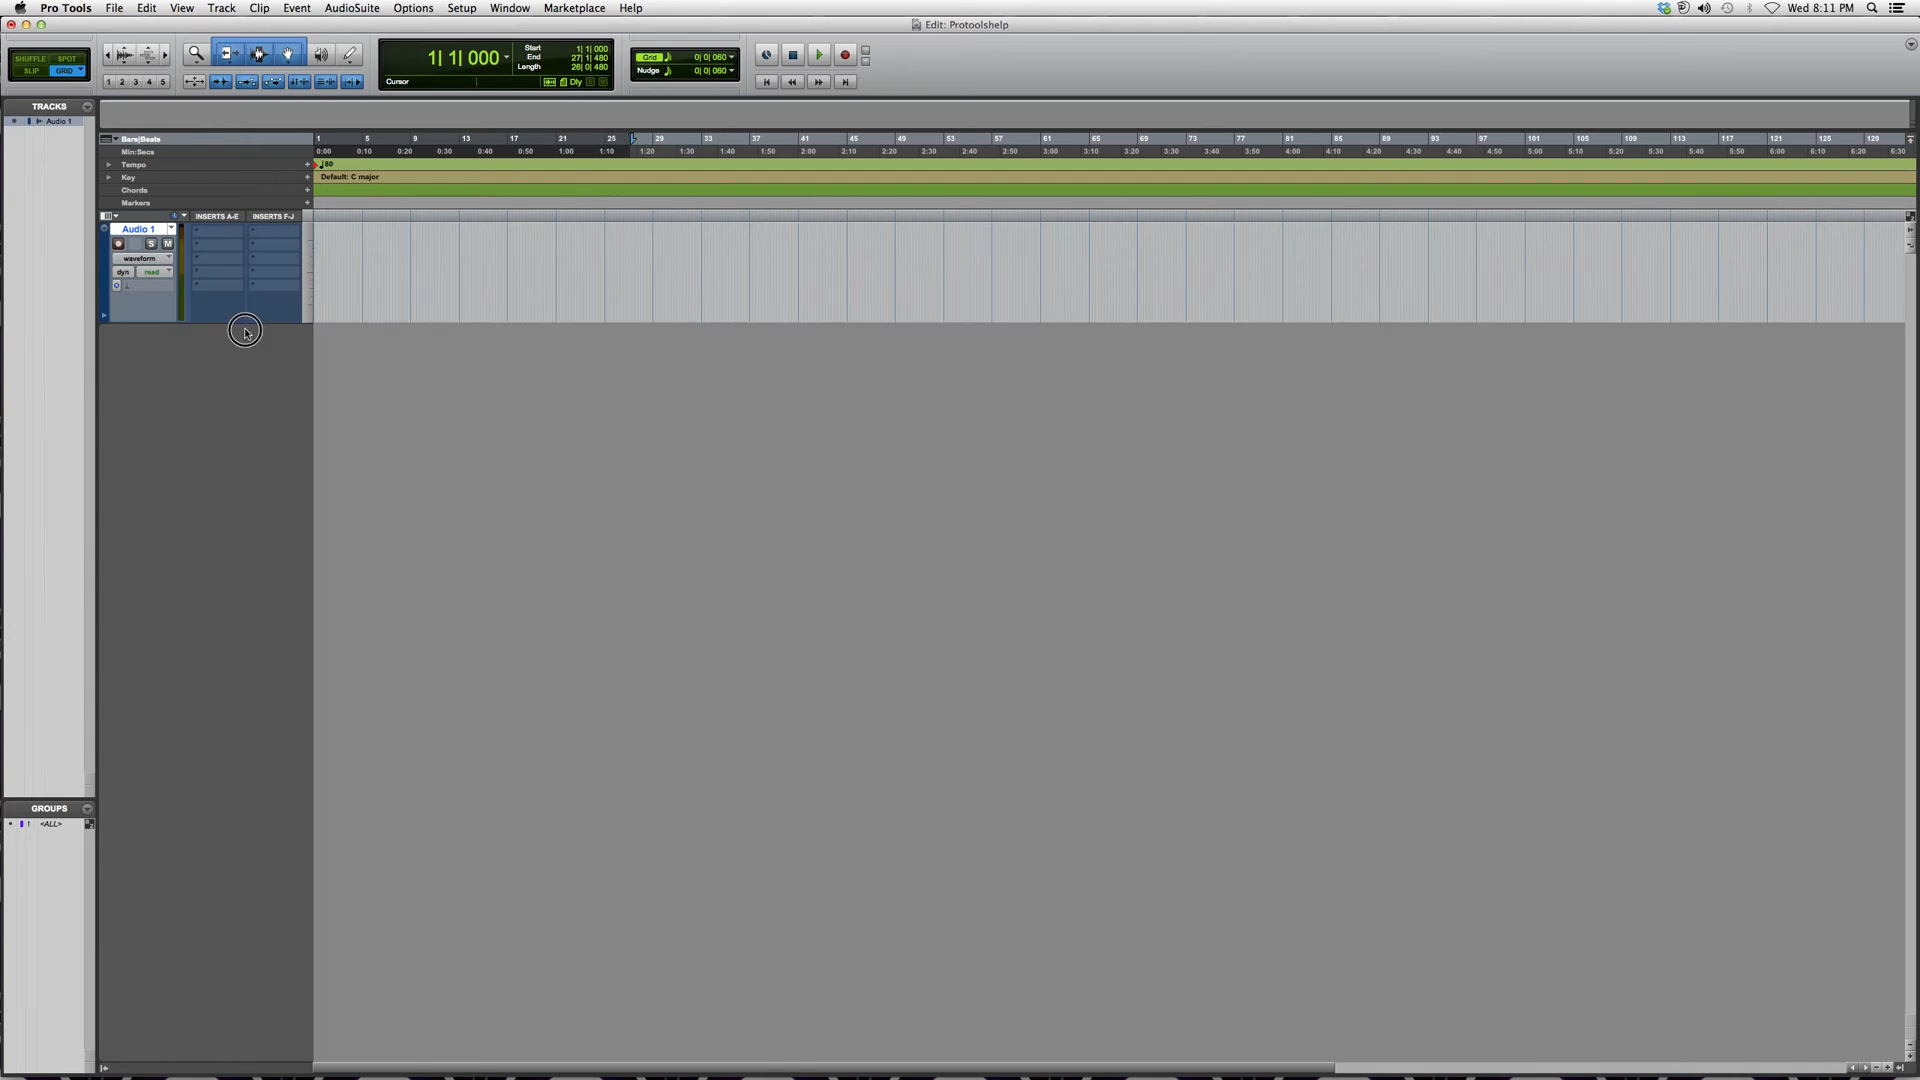 Pro Tools File Edit View Track Clip Event AudioSuite Options Setup Window Marketplace Help Wed 8:11 PM
Edit: Protoolshelp
SHUFFLE SPOT
SLIP GRID
1 2 3 4 5
1| 1| 000
Start 1| 1| 000
End 27| 1| 480
Length 26| 0| 480
Cursor Dly
Grid 0| 0| 060
Nudge 0| 0| 060
TRACKS
Audio 1
Bars|Beats 1 5 9 13 17 21 25 29 33 37 41 45 49 53 57 61 65 69 73 77 81 85 89 93 97 101 105 109 113 117 121 125 129
Min:Secs 0:00 0:10 0:20 0:30 0:40 0:50 1:00 1:10 1:20 1:30 1:40 1:50 2:00 2:10 2:20 2:30 2:40 2:50 3:00 3:10 3:20 3:30 3:40 3:50 4:00 4:10 4:20 4:30 4:40 4:50 5:00 5:10 5:20 5:30 5:40 5:50 6:00 6:10 6:20 6:30
Tempo + 80
Key + Default: C major
Chords +
Markers +
INSERTS A-E INSERTS F-J
Audio 1
S M
waveform
dyn read
GROUPS
1 <ALL>